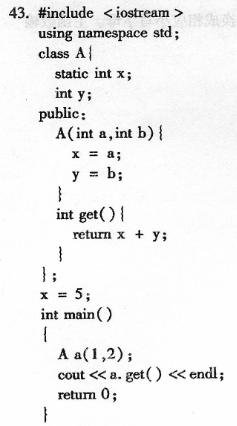 43. #include <iostream>
using namespace std;
class A{
static int x;
int y;
public:
A(int a,int b){
x = a;
y = b;
}
int get(){
return x + y;
}
};
x = 5;
int main()
{
A a(1,2);
cout << a. get() << endl;
return 0;
}